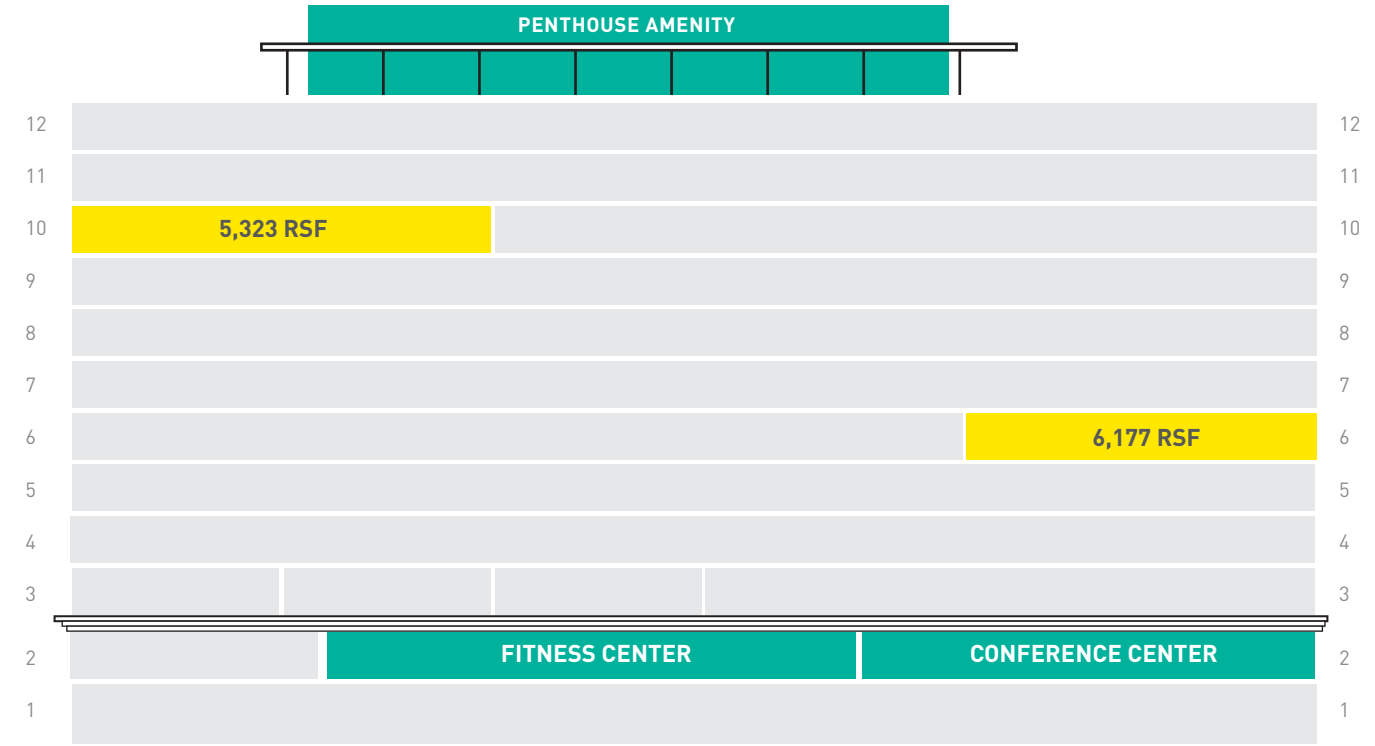 PENTHOUSE AMENITY
12 12
11 11
10 5,323 RSF 10
9 9
8 8
7 7
6 6,177 RSF 6
5 5
4 4
3 3
2 FITNESS CENTER CONFERENCE CENTER 2
1 1